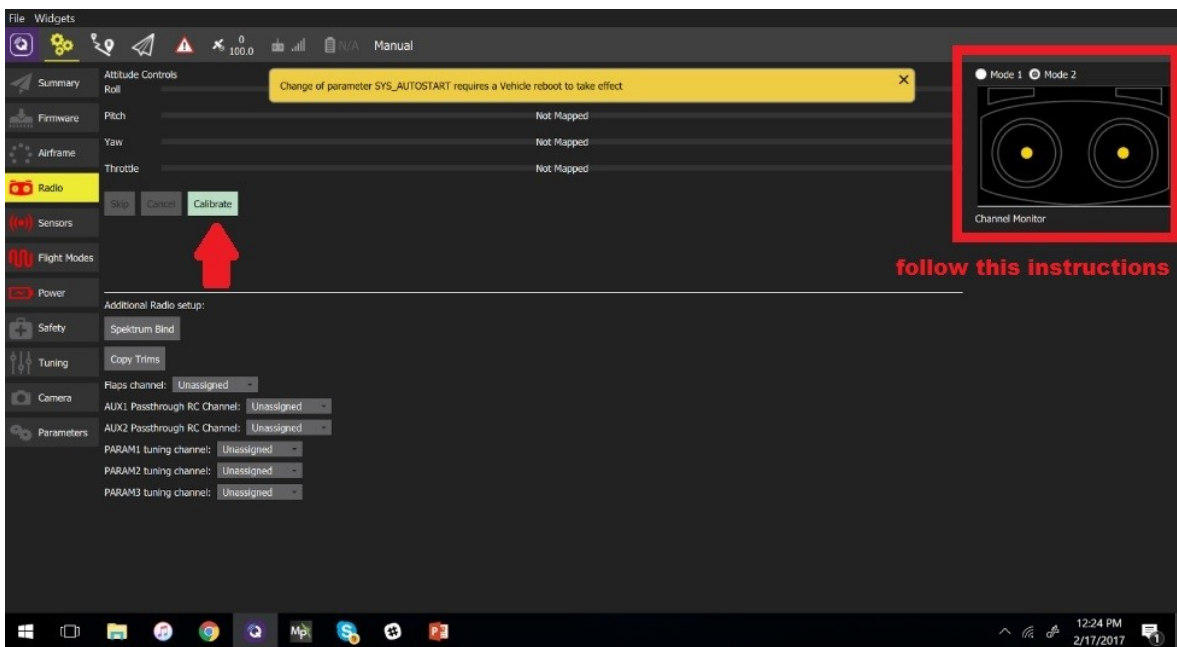 File Widgets
0
100.0
N/A
Manual
Summary
Firmware
Airframe
Radio
Sensors
Flight Modes
Power
Safety
Tuning
Camera
Parameters
Attitude Controls
Roll
Change of parameter SYS_AUTOSTART requires a Vehicle reboot to take effect
Pitch Not Mapped
Yaw Not Mapped
Throttle Not Mapped
Skip Cancel Calibrate
Mode 1 Mode 2
Channel Monitor
follow this instructions
Additional Radio setup:
Spektrum Bind
Copy Trims
Flaps channel: Unassigned
AUX1 Passthrough RC Channel: Unassigned
AUX2 Passthrough RC Channel: Unassigned
PARAM1 tuning channel: Unassigned
PARAM2 tuning channel: Unassigned
PARAM3 tuning channel: Unassigned
Mp
12:24 PM
2/17/2017
1